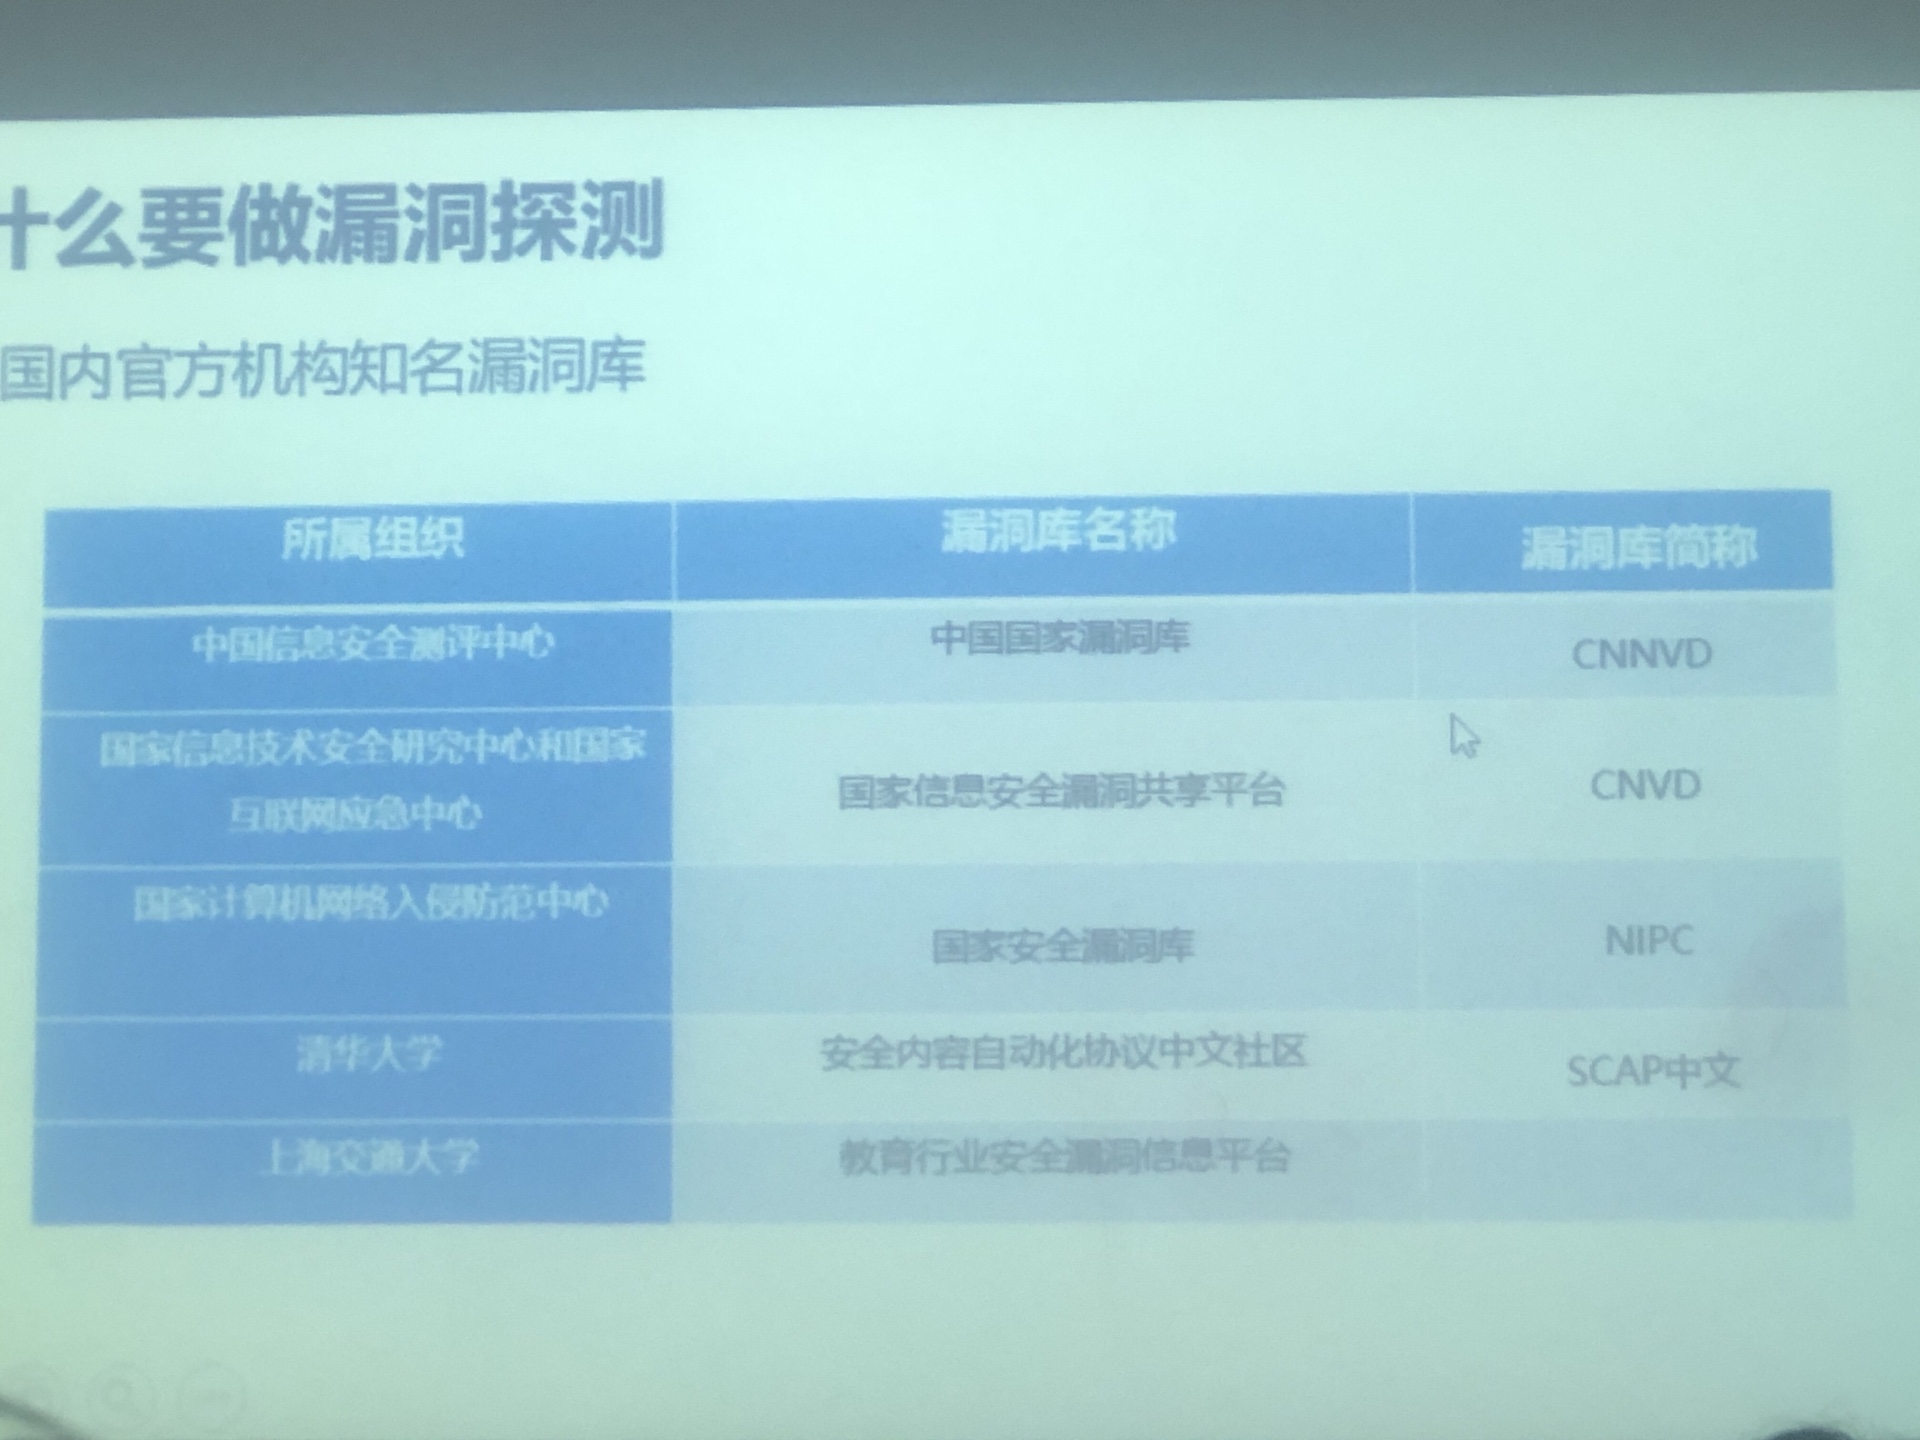 什么要做漏洞探测
国内官方机构知名漏洞库
所属组织 漏洞库名称 漏洞库简称
中国信息安全测评中心 中国国家漏洞库 CNNVD
国家信息技术安全研究中心和国家
互联网应急中心 国家信息安全漏洞共享平台 CNVD
国家计算机网络入侵防范中心 国家安全漏洞库 NIPC
清华大学 安全内容自动化协议中文社区 SCAP中文
上海交通大学 教育行业安全漏洞信息平台